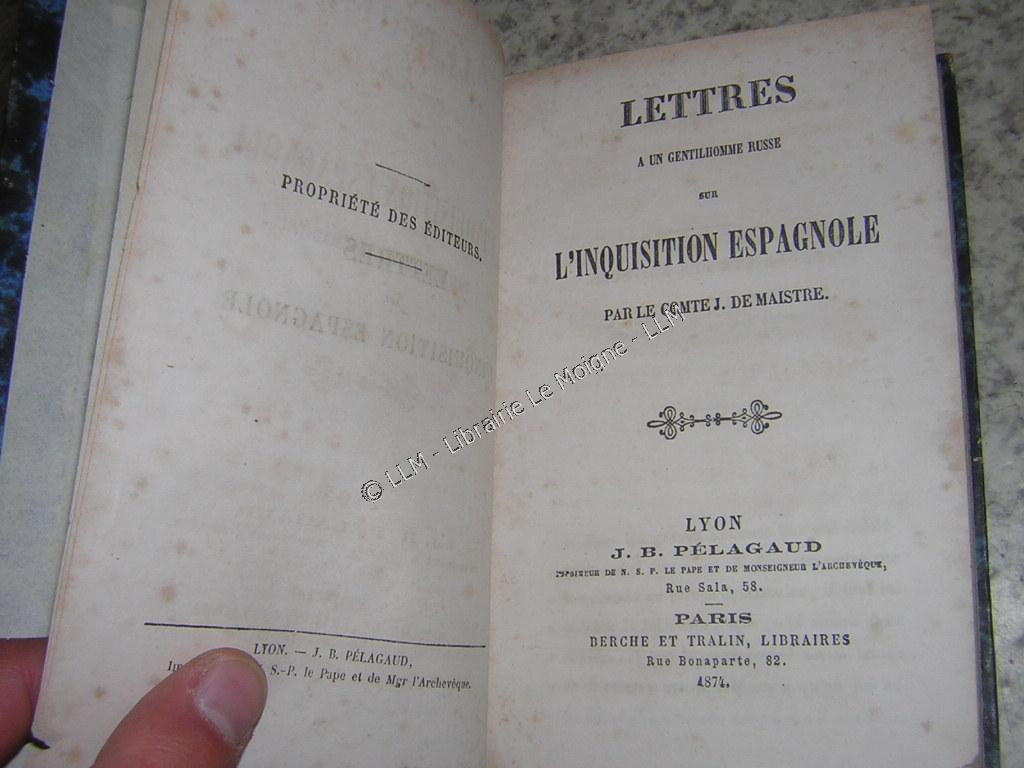 PROPRIÉTÉ DES ÉDITEURS.
LYON. — J. B. PÉLAGAUD,
S.-P. le Pape et de Mgr l'Archevêque.
LETTRES
A UN GENTILHOMME RUSSE
SUR
L'INQUISITION ESPAGNOLE
PAR LE COMTE J. DE MAISTRE.
LYON
J. B. PÉLAGAUD
IMPRIMEUR DE N. S. P. LE PAPE ET DE MONSEIGNEUR L'ARCHEVÊQUE,
Rue Sala, 58.
PARIS
BERCHE ET TRALIN, LIBRAIRES
Rue Bonaparte, 82.
1874.
© LLM - Librairie Le Moigne - LLM